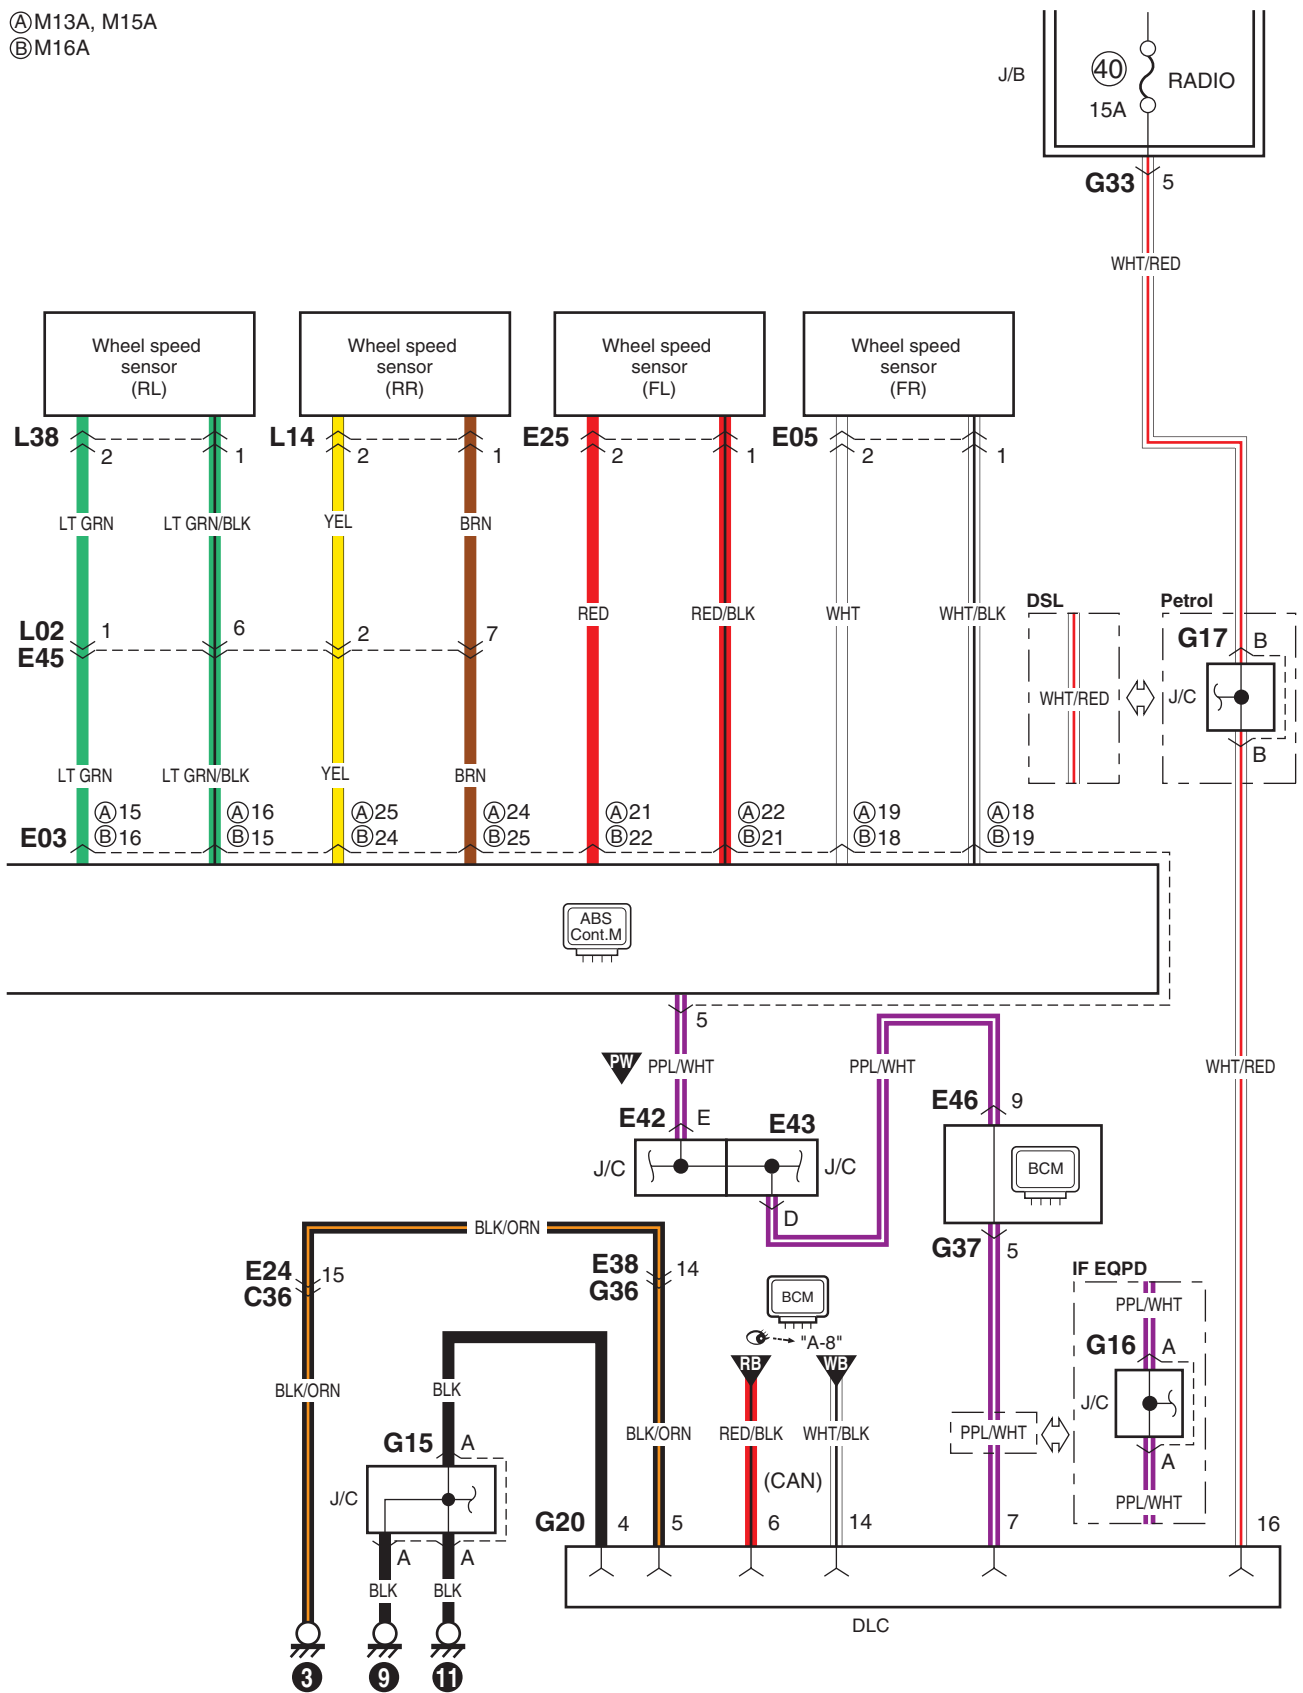 ⒶM13A, M15A
ⒷM16A
J/B
40
15A
RADIO
G33 5
WHT/RED
Wheel speed sensor (RL)
Wheel speed sensor (RR)
Wheel speed sensor (FL)
Wheel speed sensor (FR)
L38 2 1
L14 2 1
E25 2 1
E05 2 1
LT GRN LT GRN/BLK YEL BRN
RED RED/BLK WHT WHT/BLK
DSL Petrol
L02 1 6 2 7
E45
G17 B
WHT/RED J/C
B
LT GRN LT GRN/BLK YEL BRN
Ⓐ15 Ⓐ16 Ⓐ25 Ⓐ24 Ⓐ21 Ⓐ22 Ⓐ19 Ⓐ18
E03 Ⓑ16 Ⓑ15 Ⓑ24 Ⓑ25 Ⓑ22 Ⓑ21 Ⓑ18 Ⓑ19
ABS
Cont.M
5
PW PPL/WHT PPL/WHT WHT/RED
E42 E E43 E46 9
J/C J/C BCM
D
BLK/ORN
G37 5
E24 15 E38 14
C36 G36
IF EQPD
PPL/WHT
BCM
"A-8"
G16 A
RB WB
BLK/ORN BLK J/C
BLK/ORN RED/BLK WHT/BLK PPL/WHT
G15 A
A
(CAN)
J/C
PPL/WHT
G20 4 5 6 14 7 16
A A
BLK BLK
DLC
3 9 11